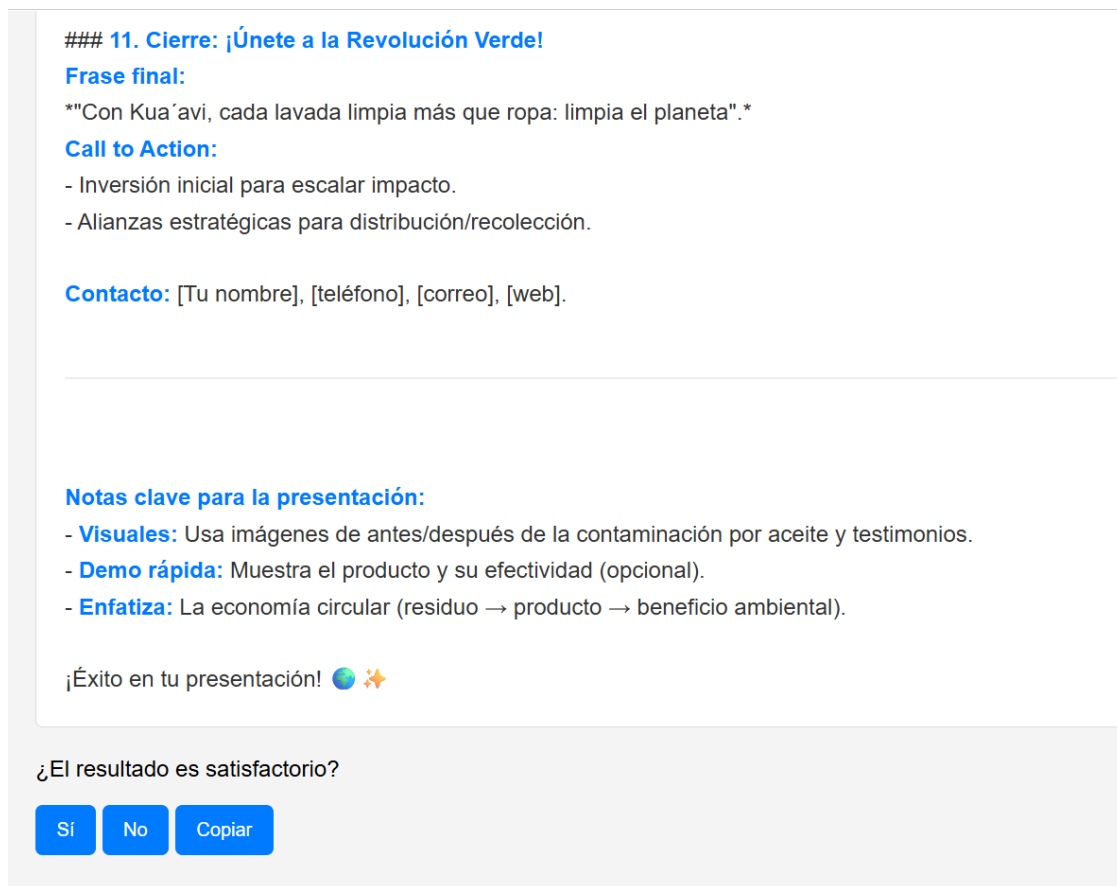 ### 11. Cierre: ¡Únete a la Revolución Verde!
Frase final:
*"Con Kua´avi, cada lavada limpia más que ropa: limpia el planeta".*
Call to Action:
- Inversión inicial para escalar impacto.
- Alianzas estratégicas para distribución/recolección.
Contacto: [Tu nombre], [teléfono], [correo], [web].
Notas clave para la presentación:
- Visuales: Usa imágenes de antes/después de la contaminación por aceite y testimonios.
- Demo rápida: Muestra el producto y su efectividad (opcional).
- Enfatiza: La economía circular (residuo → producto → beneficio ambiental).
¡Éxito en tu presentación! 🌍 ✨
¿El resultado es satisfactorio?
Sí No Copiar